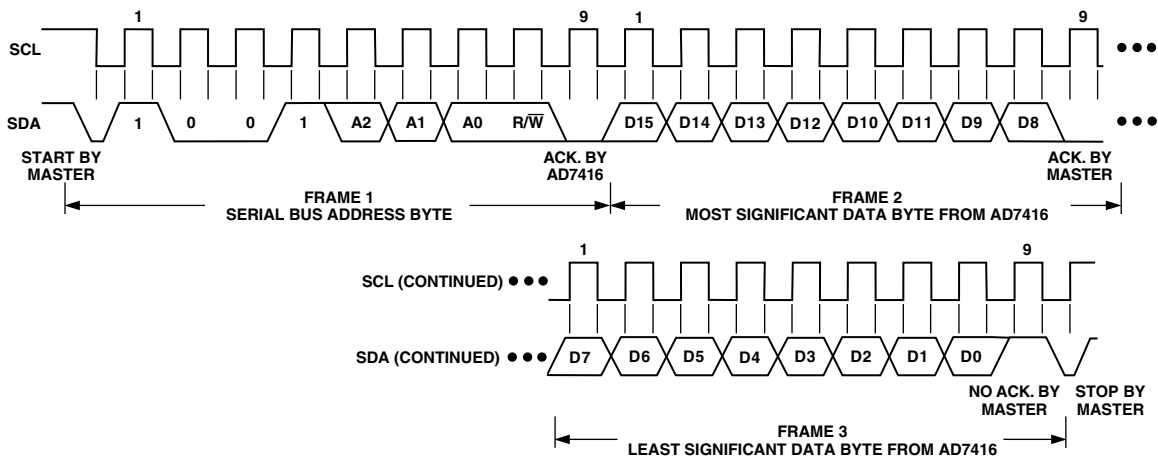 1 9 1 9
SCL
SDA 1 0 0 1 A2 A1 A0 R/W̅ D15 D14 D13 D12 D10 D11 D9 D8
START BY
MASTER
ACK. BY
AD7416
ACK. BY
MASTER
FRAME 1
SERIAL BUS ADDRESS BYTE
FRAME 2
MOST SIGNIFICANT DATA BYTE FROM AD7416
1 9
SCL (CONTINUED)
SDA (CONTINUED) D7 D6 D5 D4 D3 D2 D1 D0
NO ACK. BY
MASTER
STOP BY
MASTER
FRAME 3
LEAST SIGNIFICANT DATA BYTE FROM AD7416